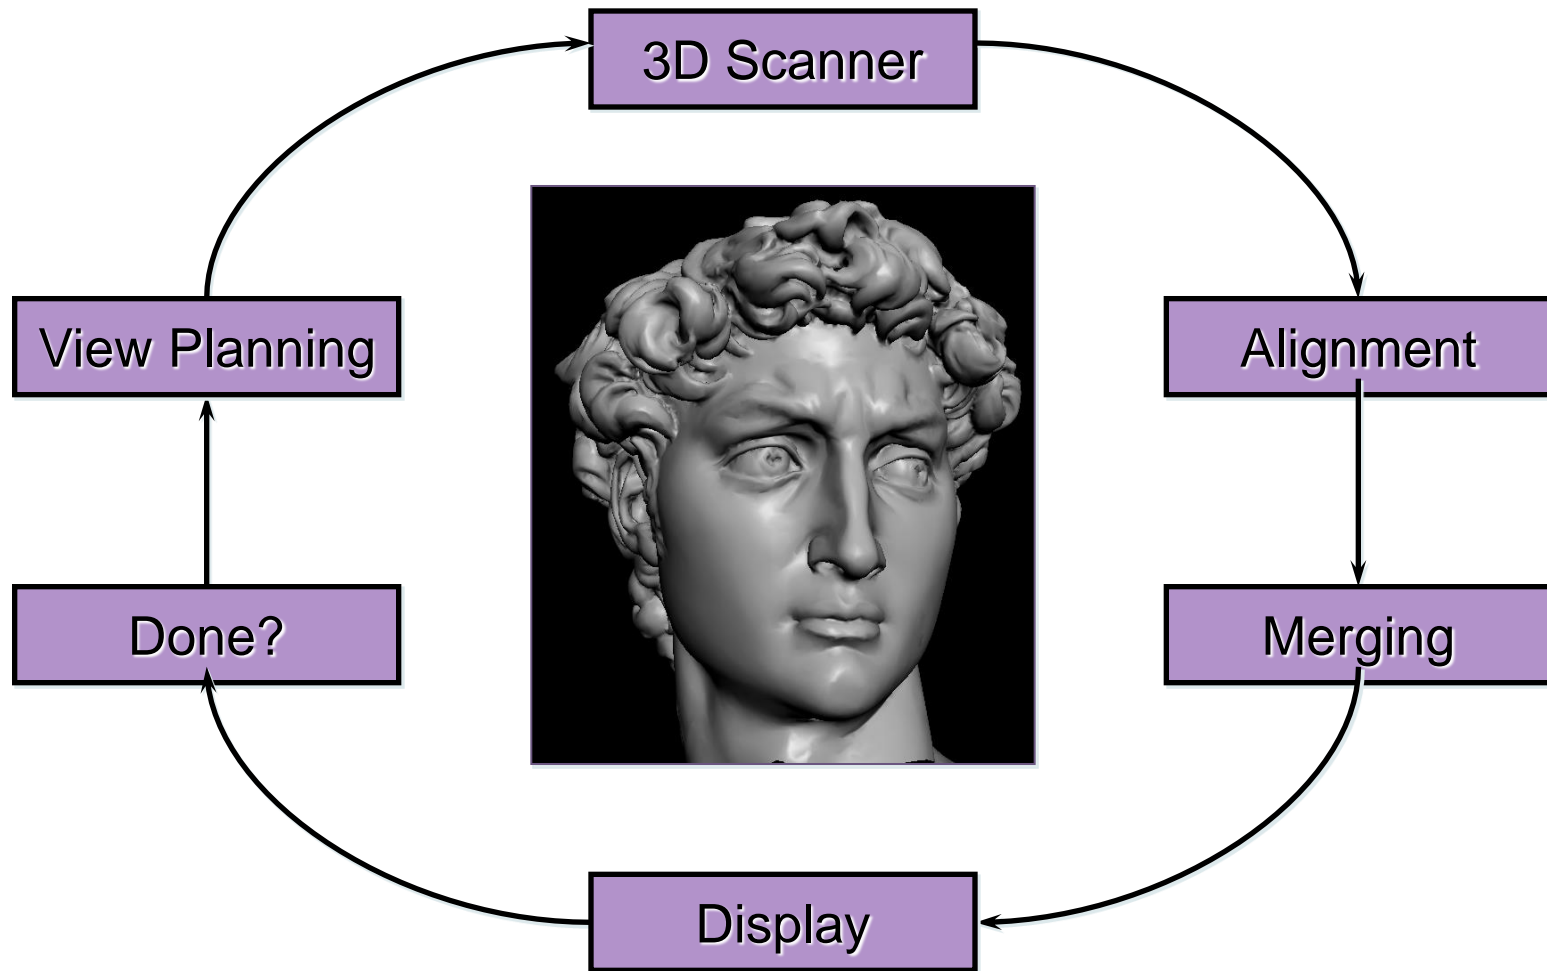 3D Scanner
View Planning
Alignment
Done?
Merging
Display